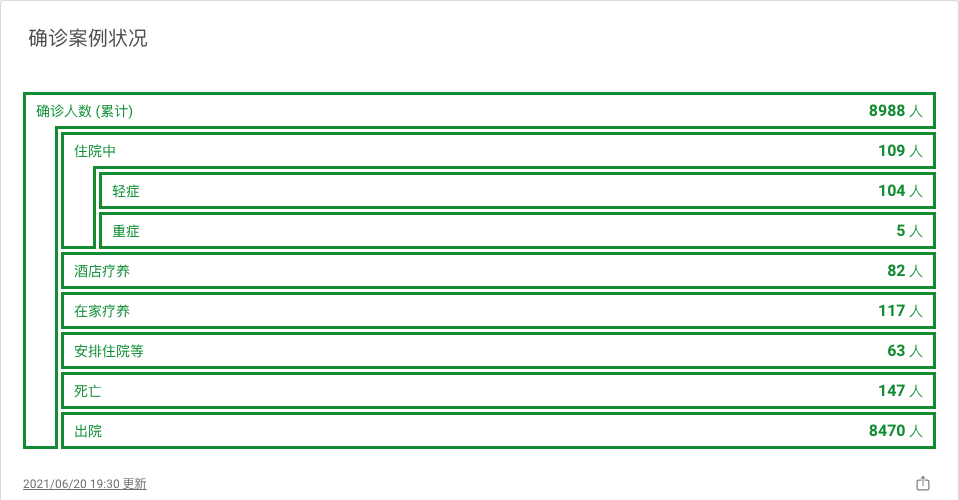 确诊案例状况
确诊人数 (累计) 8988 人
住院中 109 人
轻症 104 人
重症 5 人
酒店疗养 82 人
在家疗养 117 人
安排住院等 63 人
死亡 147 人
出院 8470 人
2021/06/20 19:30 更新